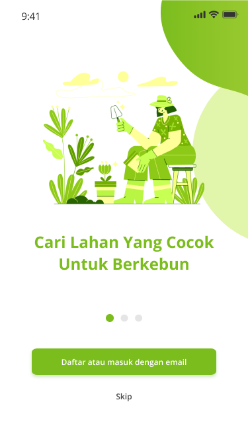 9:41
Cari Lahan Yang Cocok
Untuk Berkebun
Daftar atau masuk dengan email
Skip